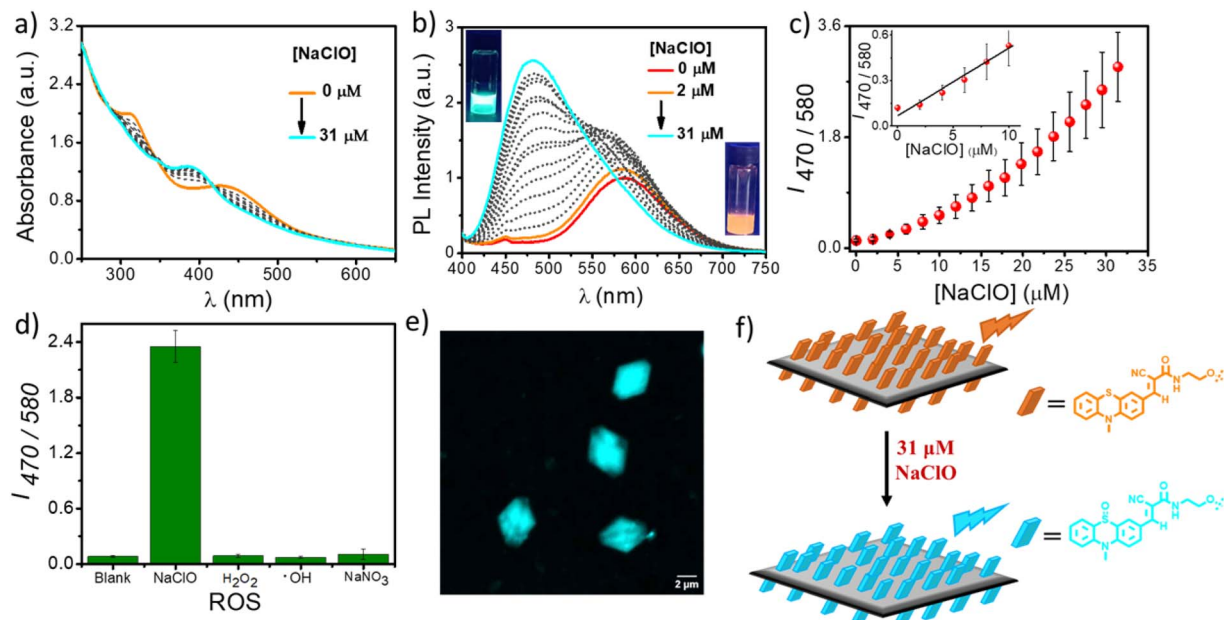 a)
3.0
2.4
1.8
1.2
0.6
0.0
Absorbance (a.u.)
[NaClO]
0 μM
31 μM
300 400 500 600
λ (nm)
b)
2
1
0
PL Intensity (a.u.)
[NaClO]
0 μM
2 μM
31 μM
400 450 500 550 600 650 700 750
λ (nm)
c)
3.6
1.8
0.0
I 470 / 580
0.6
0.3
0.0
I 470 / 580
0 5 10
[NaClO] (μM)
0 5 10 15 20 25 30 35
[NaClO] (μM)
d)
2.4
1.8
1.2
0.6
0.0
I 470 / 580
Blank NaClO H₂O₂ ·OH NaNO₃
ROS
e)
2 μm
f)
=
NC
O
N
H
O
S
H
N
31 μM
NaClO
=
NC
O
N
H
O
O
S
H
N